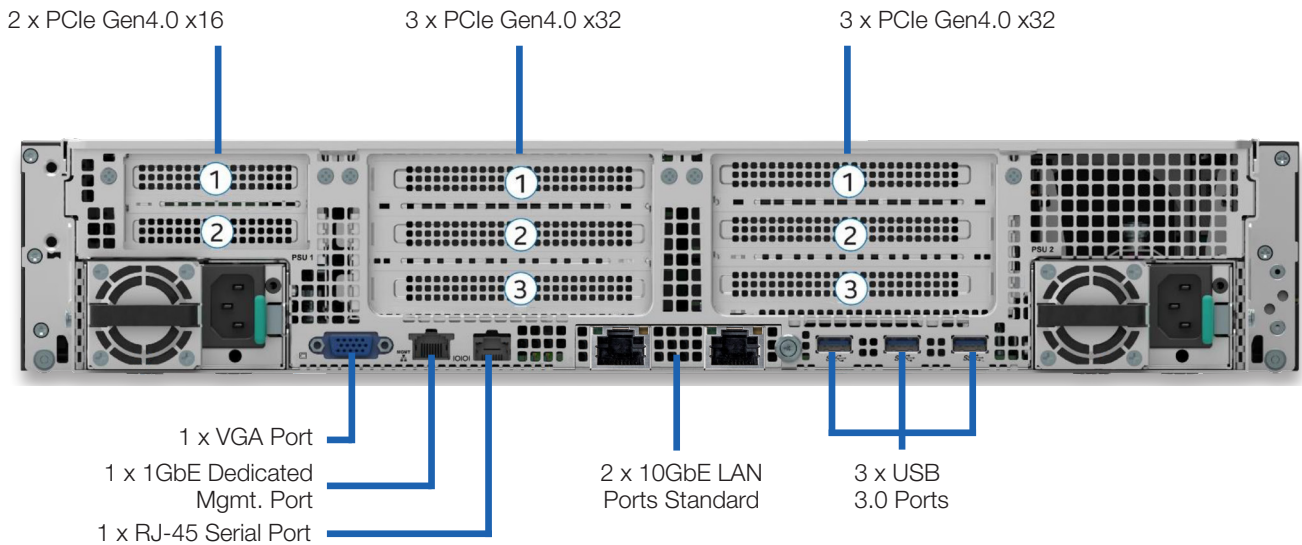 2 x PCIe Gen4.0 x16
3 x PCIe Gen4.0 x32
3 x PCIe Gen4.0 x32
1
2
1
2
3
1
2
3
PSU 1
PSU 2
MGMT
IOIOI
1 x VGA Port
1 x 1GbE Dedicated
Mgmt. Port
1 x RJ-45 Serial Port
2 x 10GbE LAN
Ports Standard
3 x USB
3.0 Ports